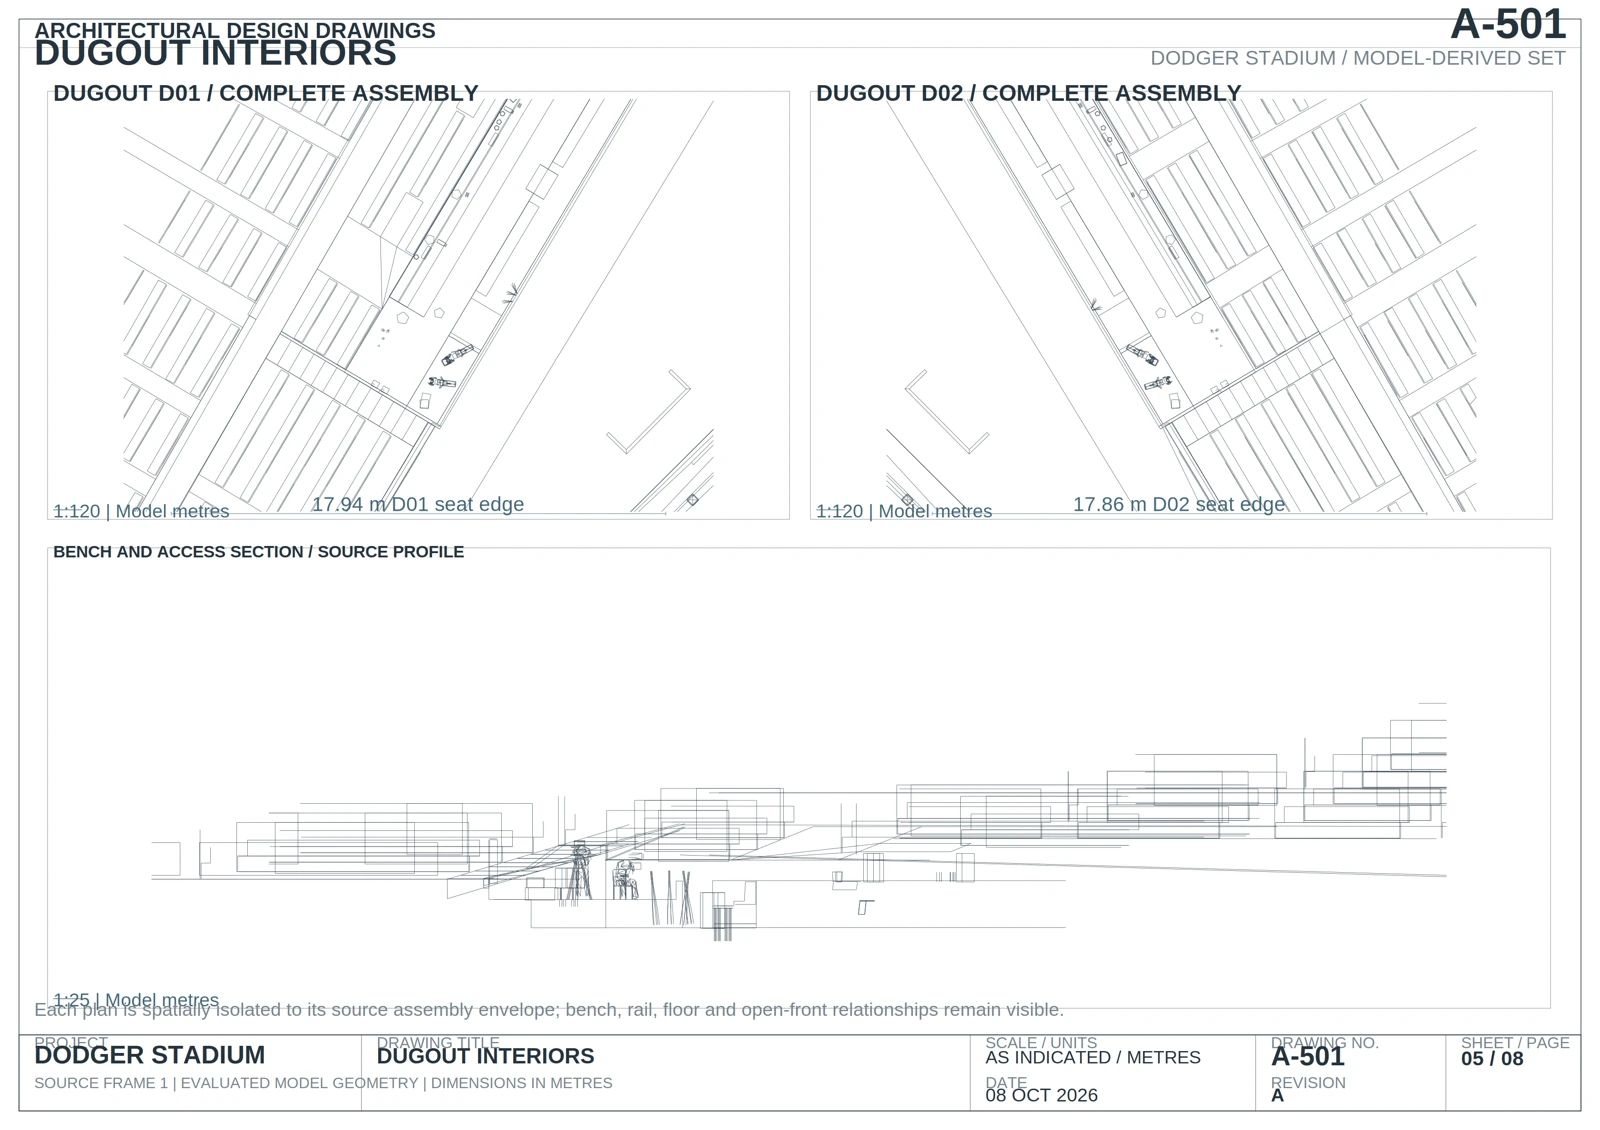 ARCHITECTURAL DESIGN DRAWINGS
DUGOUT INTERIORS
A-501
DODGER STADIUM / MODEL-DERIVED SET
DUGOUT D01 / COMPLETE ASSEMBLY
1:120 | Model metres
17.94 m D01 seat edge
DUGOUT D02 / COMPLETE ASSEMBLY
1:120 | Model metres
17.86 m D02 seat edge
BENCH AND ACCESS SECTION / SOURCE PROFILE
1:25 | Model metres
Each plan is spatially isolated to its source assembly envelope; bench, rail, floor and open-front relationships remain visible.
PROJECT
DODGER STADIUM
SOURCE FRAME 1 | EVALUATED MODEL GEOMETRY | DIMENSIONS IN METRES
DRAWING TITLE
DUGOUT INTERIORS
SCALE / UNITS
AS INDICATED / METRES
DATE
08 OCT 2026
DRAWING NO.
A-501
REVISION
A
SHEET / PAGE
05 / 08